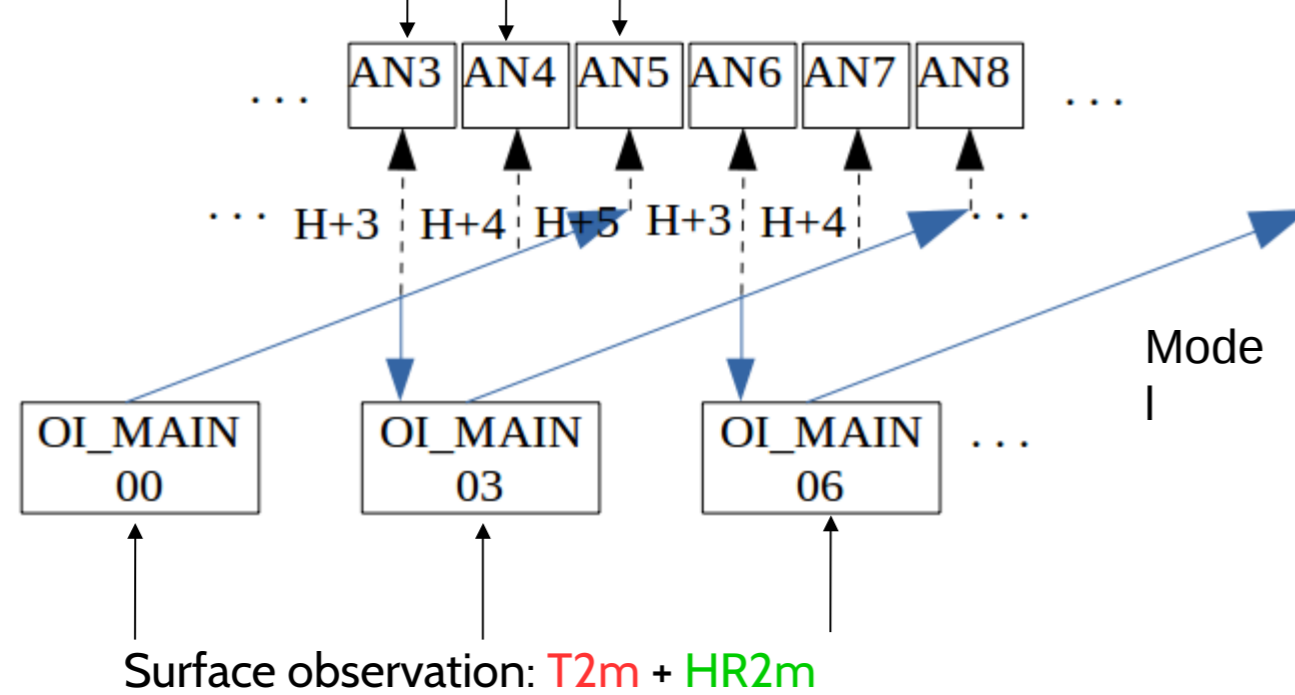 AN3 AN4 AN5 AN6 AN7 AN8
... ...
... H+3 H+4 H+5 H+3 H+4 ...
Mode
l
OI_MAIN OI_MAIN OI_MAIN ...
00 03 06
Surface observation: T2m + HR2m